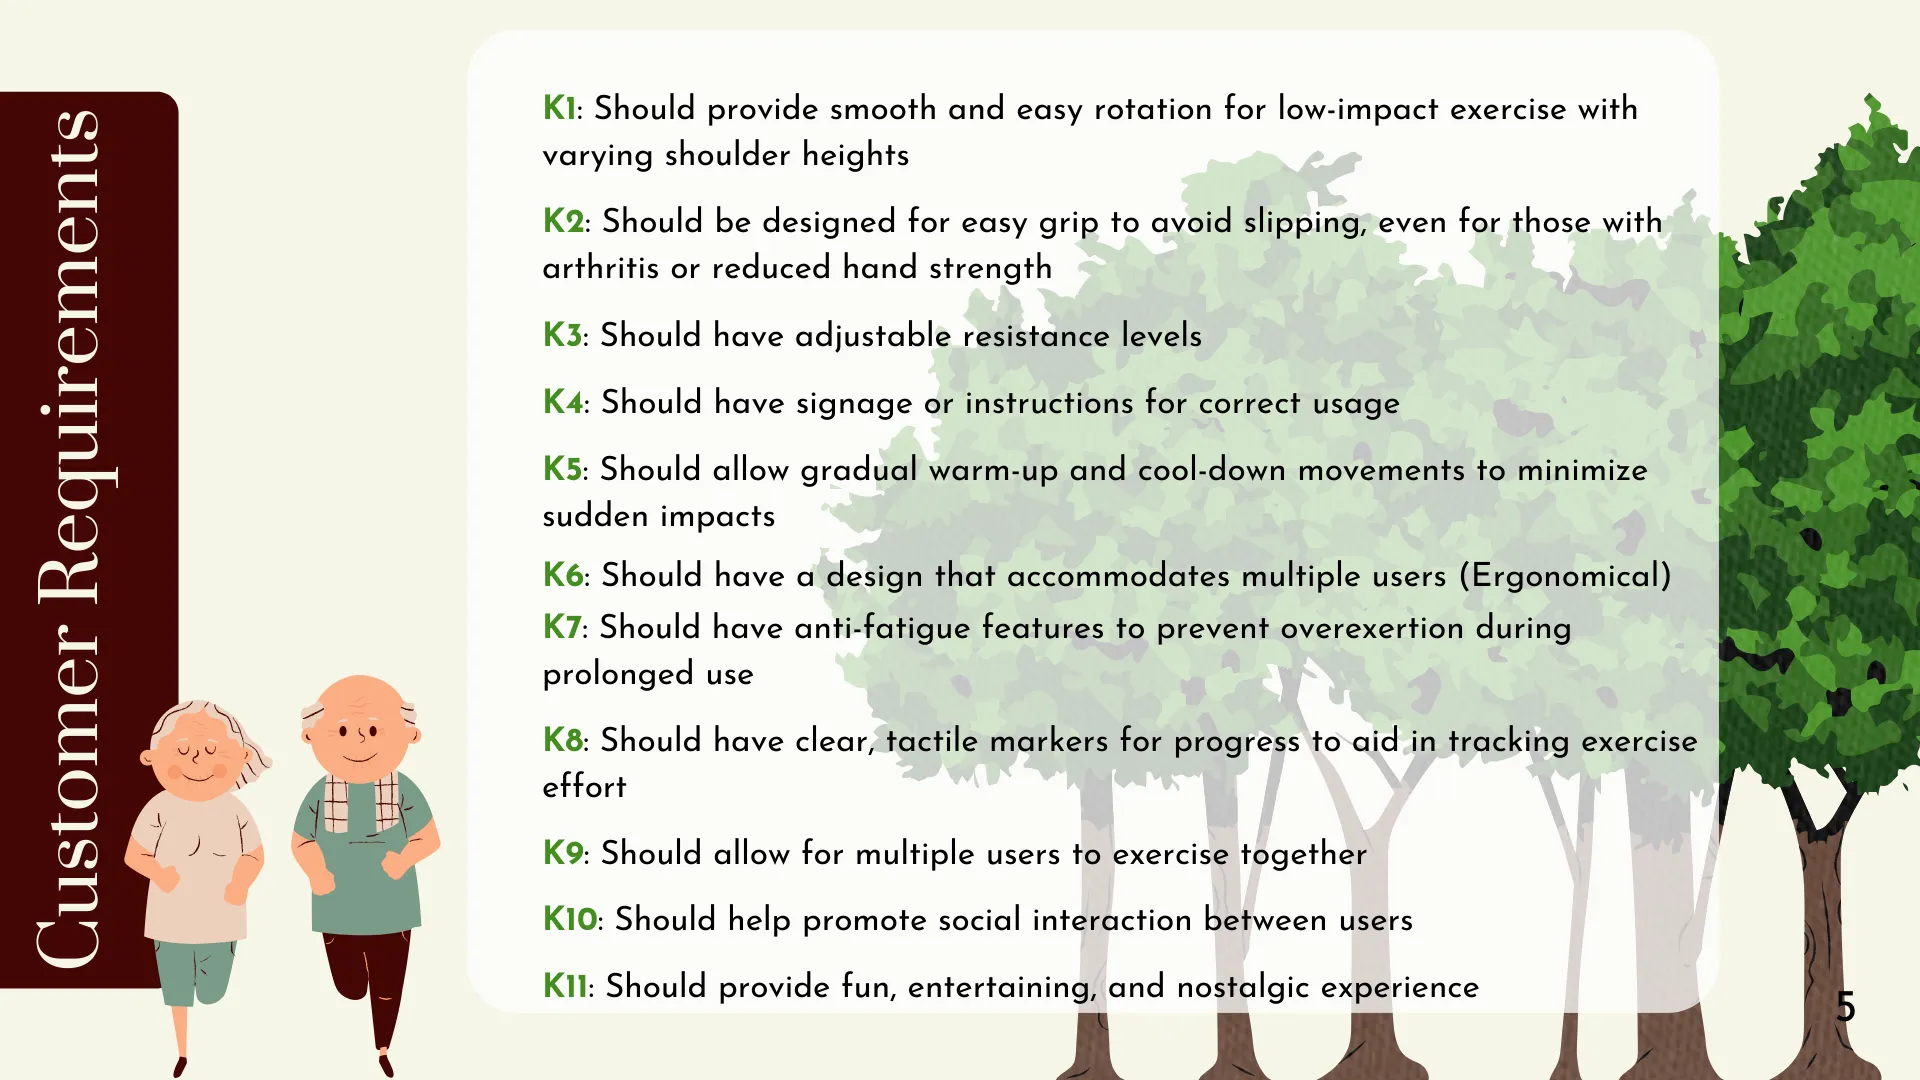 Customer Requirements
K1: Should provide smooth and easy rotation for low-impact exercise with
varying shoulder heights
K2: Should be designed for easy grip to avoid slipping, even for those with
arthritis or reduced hand strength
K3: Should have adjustable resistance levels
K4: Should have signage or instructions for correct usage
K5: Should allow gradual warm-up and cool-down movements to minimize
sudden impacts
K6: Should have a design that accommodates multiple users (Ergonomical)
K7: Should have anti-fatigue features to prevent overexertion during
prolonged use
K8: Should have clear, tactile markers for progress to aid in tracking exercise
effort
K9: Should allow for multiple users to exercise together
K10: Should help promote social interaction between users
K11: Should provide fun, entertaining, and nostalgic experience
5